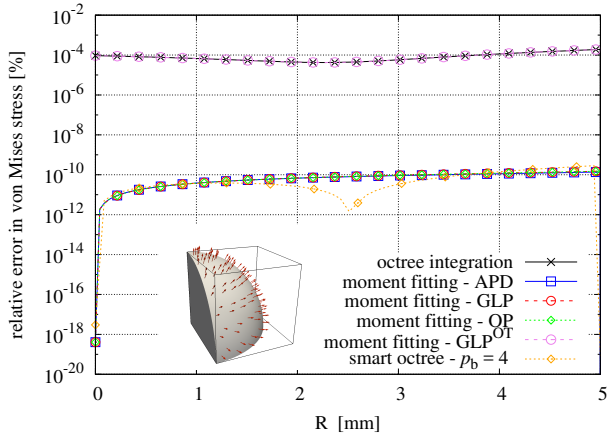 relative error in von Mises stress [%]
10^0
10^-2
10^-4
10^-6
10^-8
10^-10
10^-12
10^-14
10^-16
10^-18
10^-20
octree integration
moment fitting - APD
moment fitting - GLP
moment fitting - OP
moment fitting - GLP^OT
smart octree - p_b = 4
0 1 2 3 4 5
R [mm]